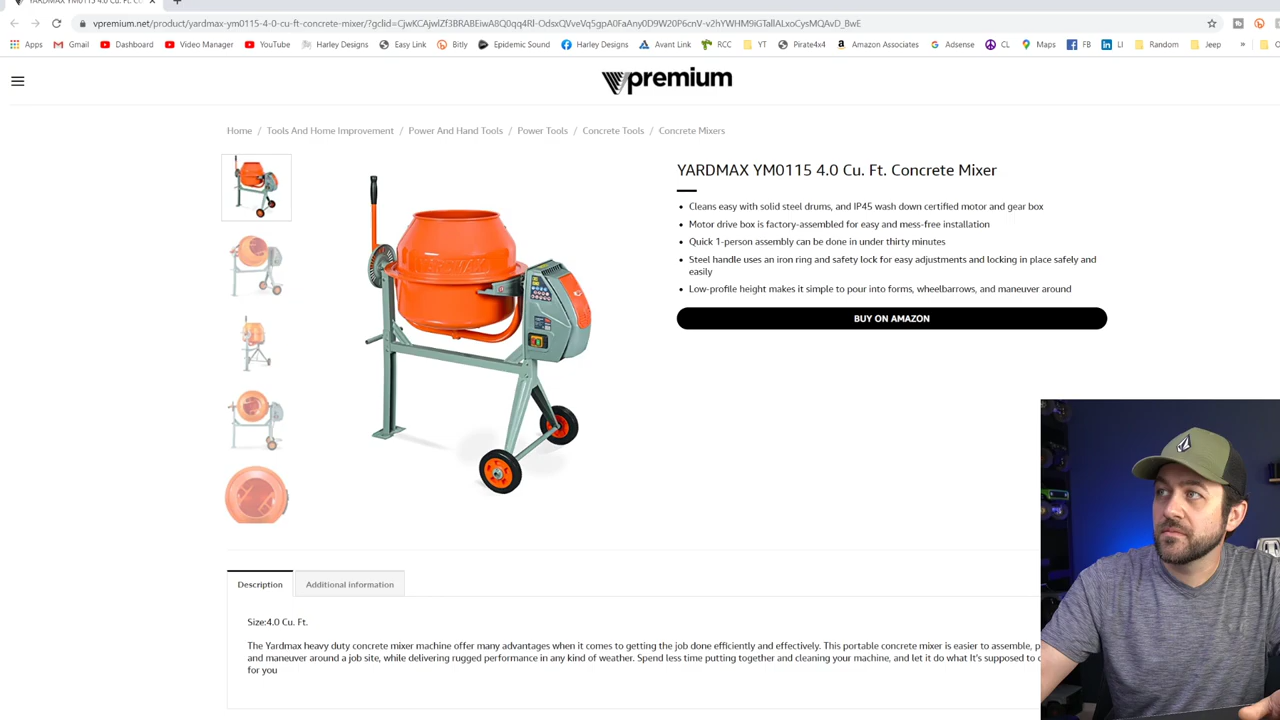 YARDMAX YM0115 4.0 Cu. Ft. Co
vpremium.net/product/yardmax-ym0115-4-0-cu-ft-concrete-mixer/?gclid=
Apps Gmail Dashboard Video Manager YouTube Harley Designs Easy Link Bitly Epidemic Sound Harley Designs Avant Link RCC YT Pirate4x4 Amazon Associates Adsense CL Maps FB LI Random Jeep »
Vpremium
Home / Tools And Home Improvement / Power And Hand Tools / Power Tools / Concrete Tools / Concrete Mixers
YARDMAX YM0115 4.0 Cu. Ft. Concrete Mixer
• Cleans easy with solid steel drums, and IP45 wash down certified motor and gear box
• Motor drive box is factory-assembled for easy and mess-free installation
• Quick 1-person assembly can be done in under thirty minutes
• Steel handle uses an iron ring and safety lock for easy adjustments and locking in place safely and
easily
• Low-profile height makes it simple to pour into forms, wheelbarrows, and maneuver around
BUY ON AMAZON
YARDMAX
Description Additional information
Size:4.0 Cu. Ft.
The Yardmax heavy duty concrete mixer machine offer many advantages when it comes to getting the job done efficiently and effectively. This portable concrete mixer is easier to assemble,
and maneuver around a job site, while delivering rugged performance in any kind of weather. Spend less time putting together and cleaning your machine, and let it do what It's supposed to
for you